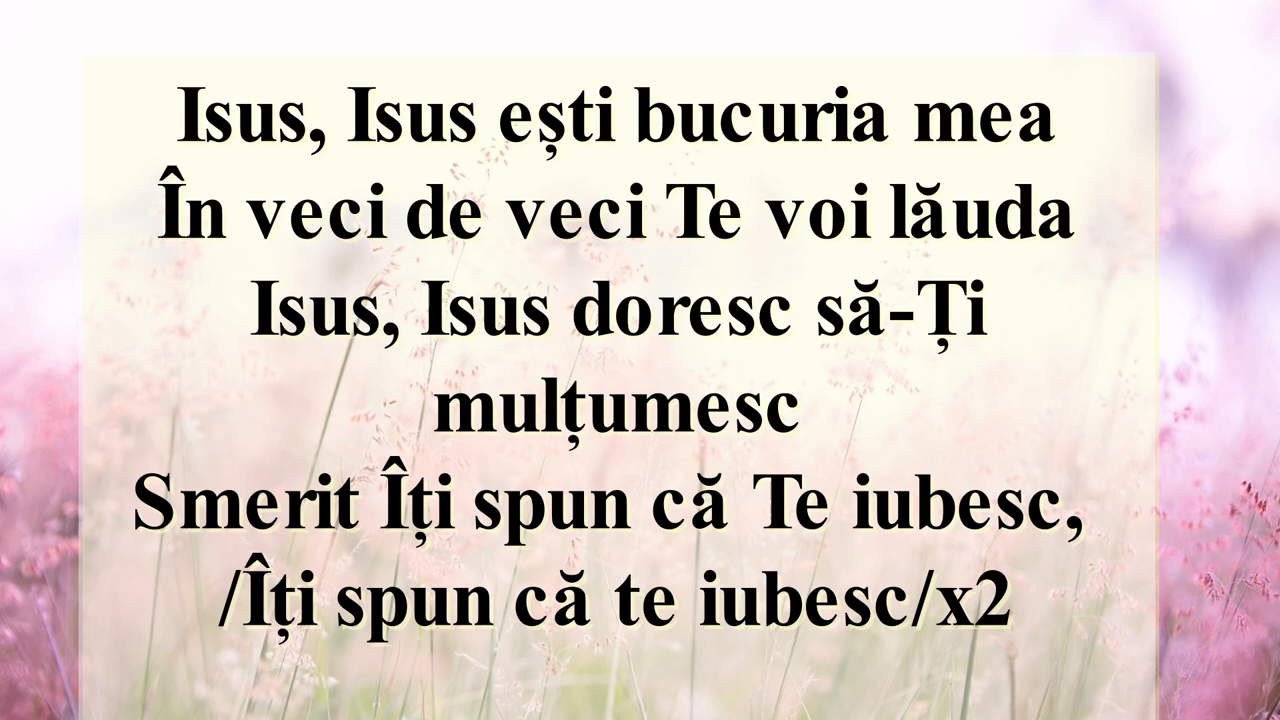 Isus, Isus ești bucuria mea
În veci de veci Te voi lăuda
Isus, Isus doresc să-Ți
mulțumesc
Smerit Îți spun că Te iubesc,
/Îți spun că te iubesc/x2